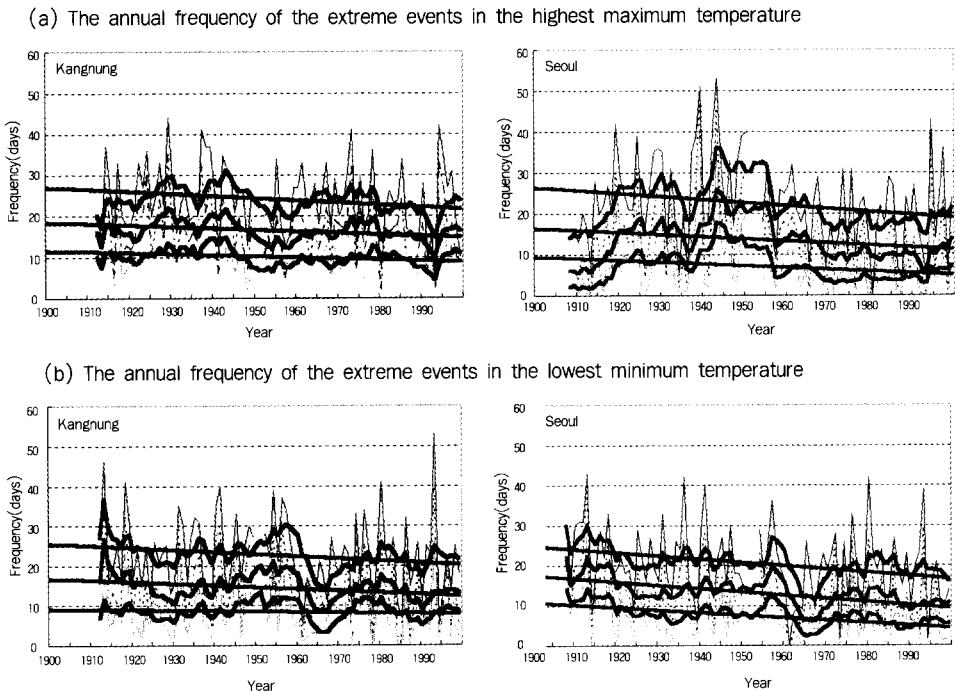 (a) The annual frequency of the extreme events in the highest maximum temperature
60
50
40
30
20
10
0
Frequency(days)
Kangnung
1900 1910 1920 1930 1940 1950 1960 1970 1980 1990
Year
60
50
40
30
20
10
0
Frequency(days)
Seoul
1900 1910 1920 1930 1940 1950 1960 1970 1980 1990
Year
(b) The annual frequency of the extreme events in the lowest minimum temperature
60
50
40
30
20
10
0
Frequency(days)
Kangnung
1900 1910 1920 1930 1940 1950 1960 1970 1980 1990
Year
60
50
40
30
20
10
0
Frequency(days)
Seoul
1900 1910 1920 1930 1940 1950 1960 1970 1980 1990
Year